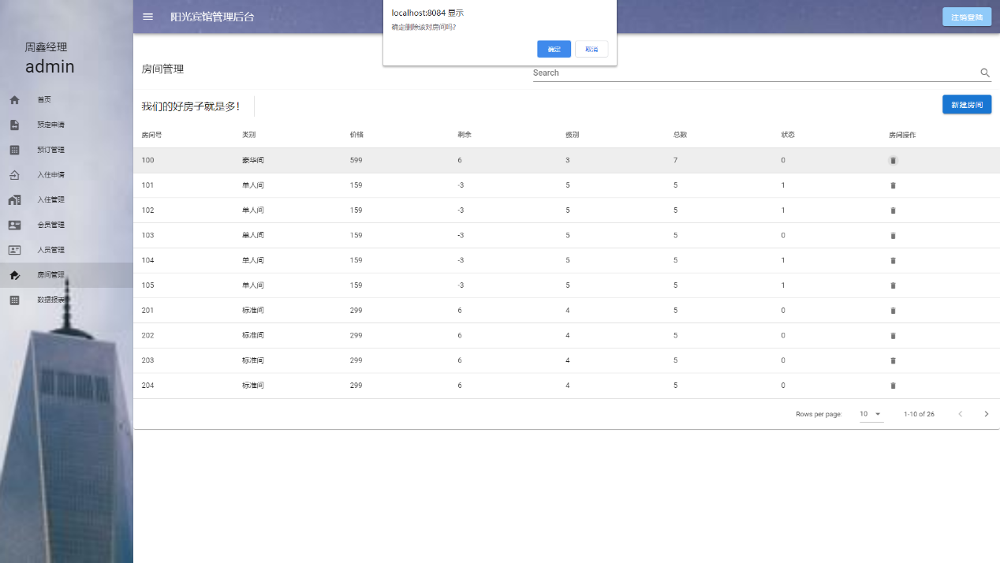 localhost:8084 显示
确定删除该对房间吗?
确定 取消
阳光宾馆管理后台
注销登陆
周鑫经理
admin
首页
预定申请
预订管理
入住申请
入住管理
会员管理
人员管理
房间管理
数据报表
房间管理
Search
我们的好房子就是多!
新建房间
房间号 类别 价格 剩余 级别 总数 状态 房间操作
100 豪华间 599 6 3 7 0
101 单人间 159 -3 5 5 1
102 单人间 159 -3 5 5 1
103 单人间 159 -3 5 5 0
104 单人间 159 -3 5 5 1
105 单人间 159 -3 5 5 1
201 标准间 299 6 4 5 0
202 标准间 299 6 4 5 0
203 标准间 299 6 4 5 0
204 标准间 299 6 4 5 0
Rows per page: 10 1-10 of 26